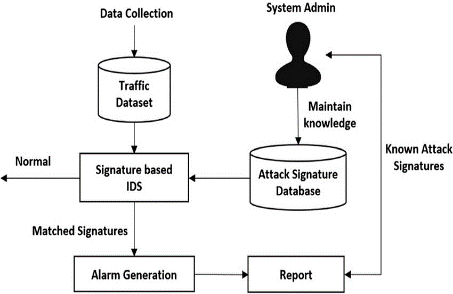 Data Collection
System Admin
Traffic
Dataset
Maintain
knowledge
Known Attack
Signatures
Normal
Signature based
IDS
Attack Signature
Database
Matched Signatures
Alarm Generation
Report